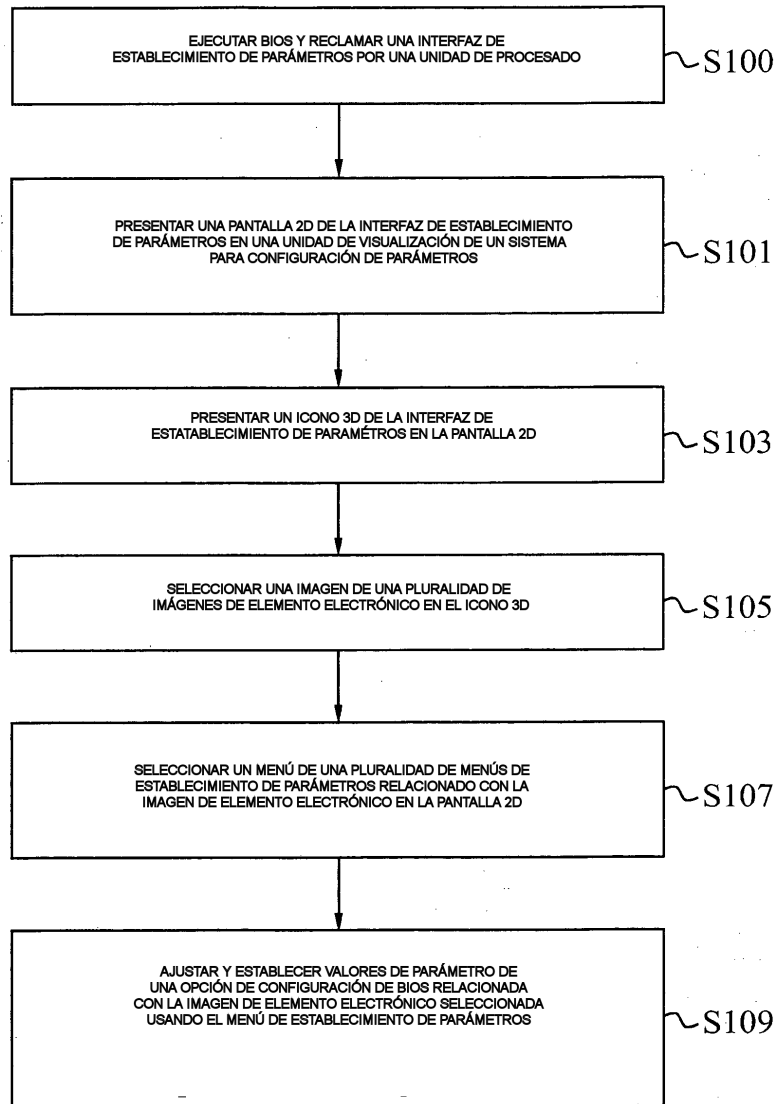 EJECUTAR BIOS Y RECLAMAR UNA INTERFAZ DE
ESTABLECIMIENTO DE PARÁMETROS POR UNA UNIDAD DE PROCESADO
S100
PRESENTAR UNA PANTALLA 2D DE LA INTERFAZ DE ESTABLECIMIENTO
DE PARÁMETROS EN UNA UNIDAD DE VISUALIZACIÓN DE UN SISTEMA
PARA CONFIGURACIÓN DE PARÁMETROS
S101
PRESENTAR UN ICONO 3D DE LA INTERFAZ DE
ESTATABLECIMIENTO DE PARAMÉTROS EN LA PANTALLA 2D
S103
SELECCIONAR UNA IMAGEN DE UNA PLURALIDAD DE
IMÁGENES DE ELEMENTO ELECTRÓNICO EN EL ICONO 3D
S105
SELECCIONAR UN MENÚ DE UNA PLURALIDAD DE MENÚS DE
ESTABLECIMIENTO DE PARÁMETROS RELACIONADO CON LA
IMAGEN DE ELEMENTO ELECTRÓNICO EN LA PANTALLA 2D
S107
AJUSTAR Y ESTABLECER VALORES DE PARÁMETRO DE
UNA OPCIÓN DE CONFIGURACIÓN DE BIOS RELACIONADA
CON LA IMAGEN DE ELEMENTO ELECTRÓNICO SELECCIONADA
USANDO EL MENÚ DE ESTABLECIMIENTO DE PARÁMETROS
S109